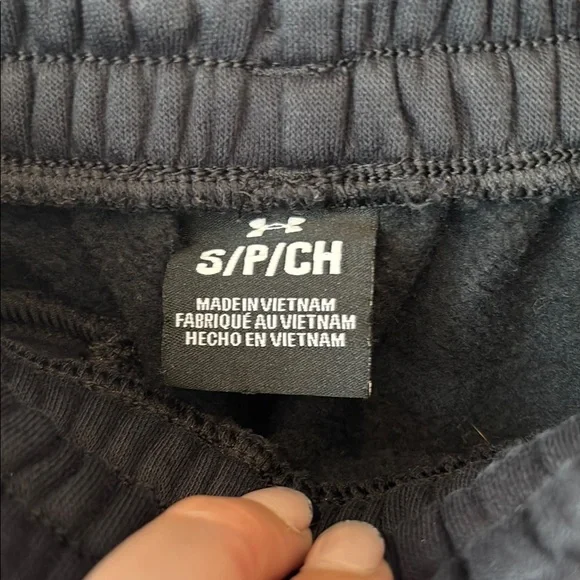 S/P/CH
MADE IN VIETNAM
FABRIQUÉ AU VIETNAM
HECHO EN VIETNAM